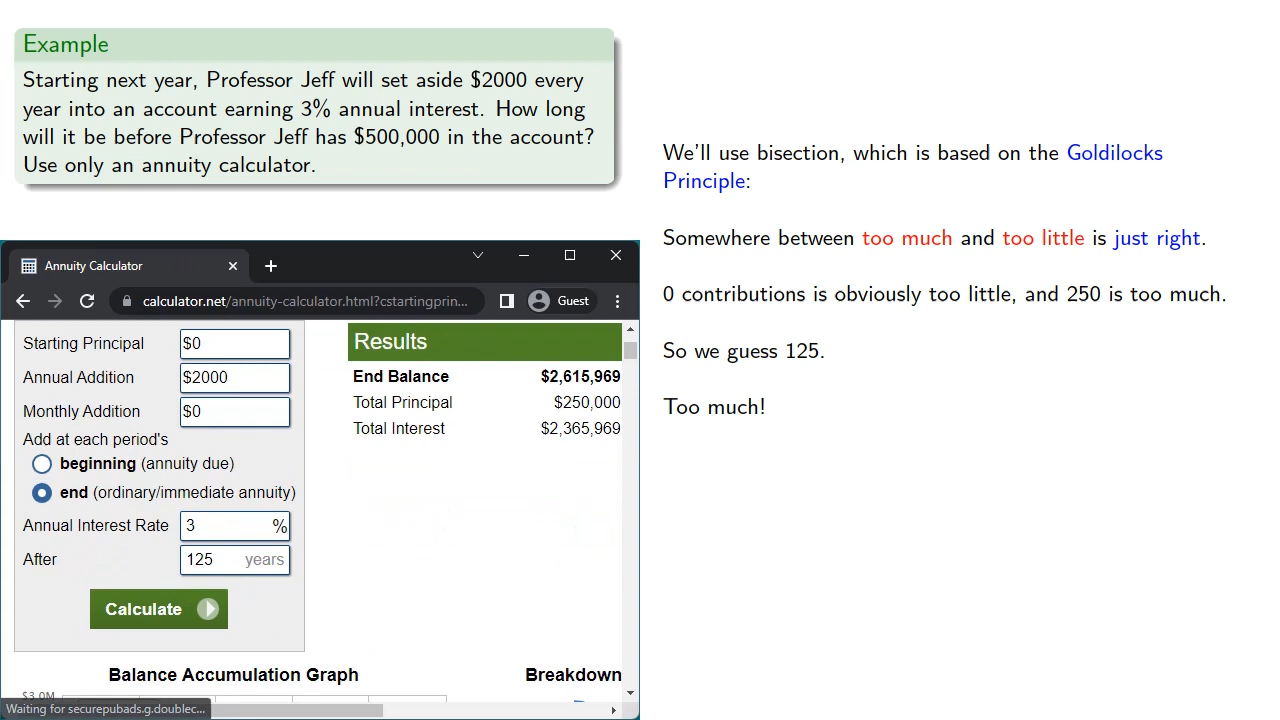 Example
Starting next year, Professor Jeff will set aside $2000 every
year into an account earning 3% annual interest. How long
will it be before Professor Jeff has $500,000 in the account?
Use only an annuity calculator.
We'll use bisection, which is based on the Goldilocks
Principle:
Somewhere between too much and too little is just right.
0 contributions is obviously too little, and 250 is too much.
So we guess 125.
Too much!
Annuity Calculator
calculator.net/annuity-calculator.html?cstartingprin...
Guest
Starting Principal $0
Annual Addition $2000
Monthly Addition $0
Add at each period's
beginning (annuity due)
end (ordinary/immediate annuity)
Annual Interest Rate 3 %
After 125 years
Calculate
Results
End Balance $2,615,969
Total Principal $250,000
Total Interest $2,365,969
Balance Accumulation Graph
Breakdown
$3.0M
Waiting for securepubads.g.doublec...